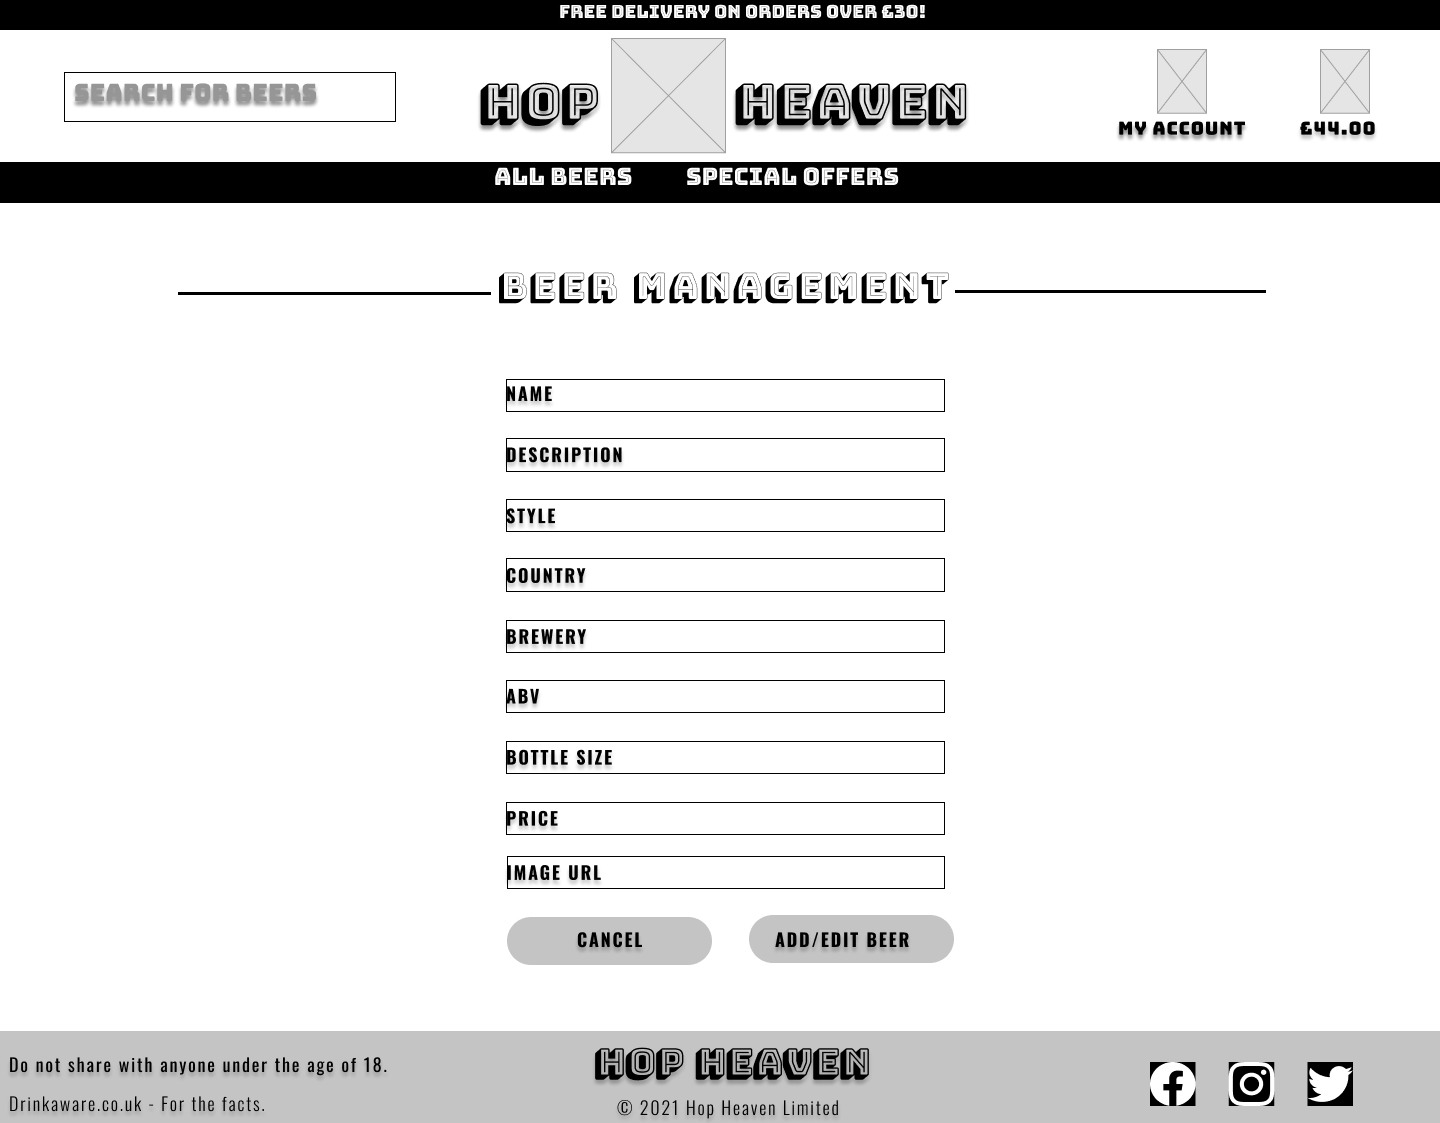 FREE DELIVERY ON ORDERS OVER £30!
SEARCH FOR BEERS
HOP HEAVEN
MY ACCOUNT
£44.00
ALL BEERS
SPECIAL OFFERS
BEER MANAGEMENT
NAME
DESCRIPTION
STYLE
COUNTRY
BREWERY
ABV
BOTTLE SIZE
PRICE
IMAGE URL
CANCEL
ADD/EDIT BEER
Do not share with anyone under the age of 18.
Drinkaware.co.uk - For the facts.
HOP HEAVEN
© 2021 Hop Heaven Limited